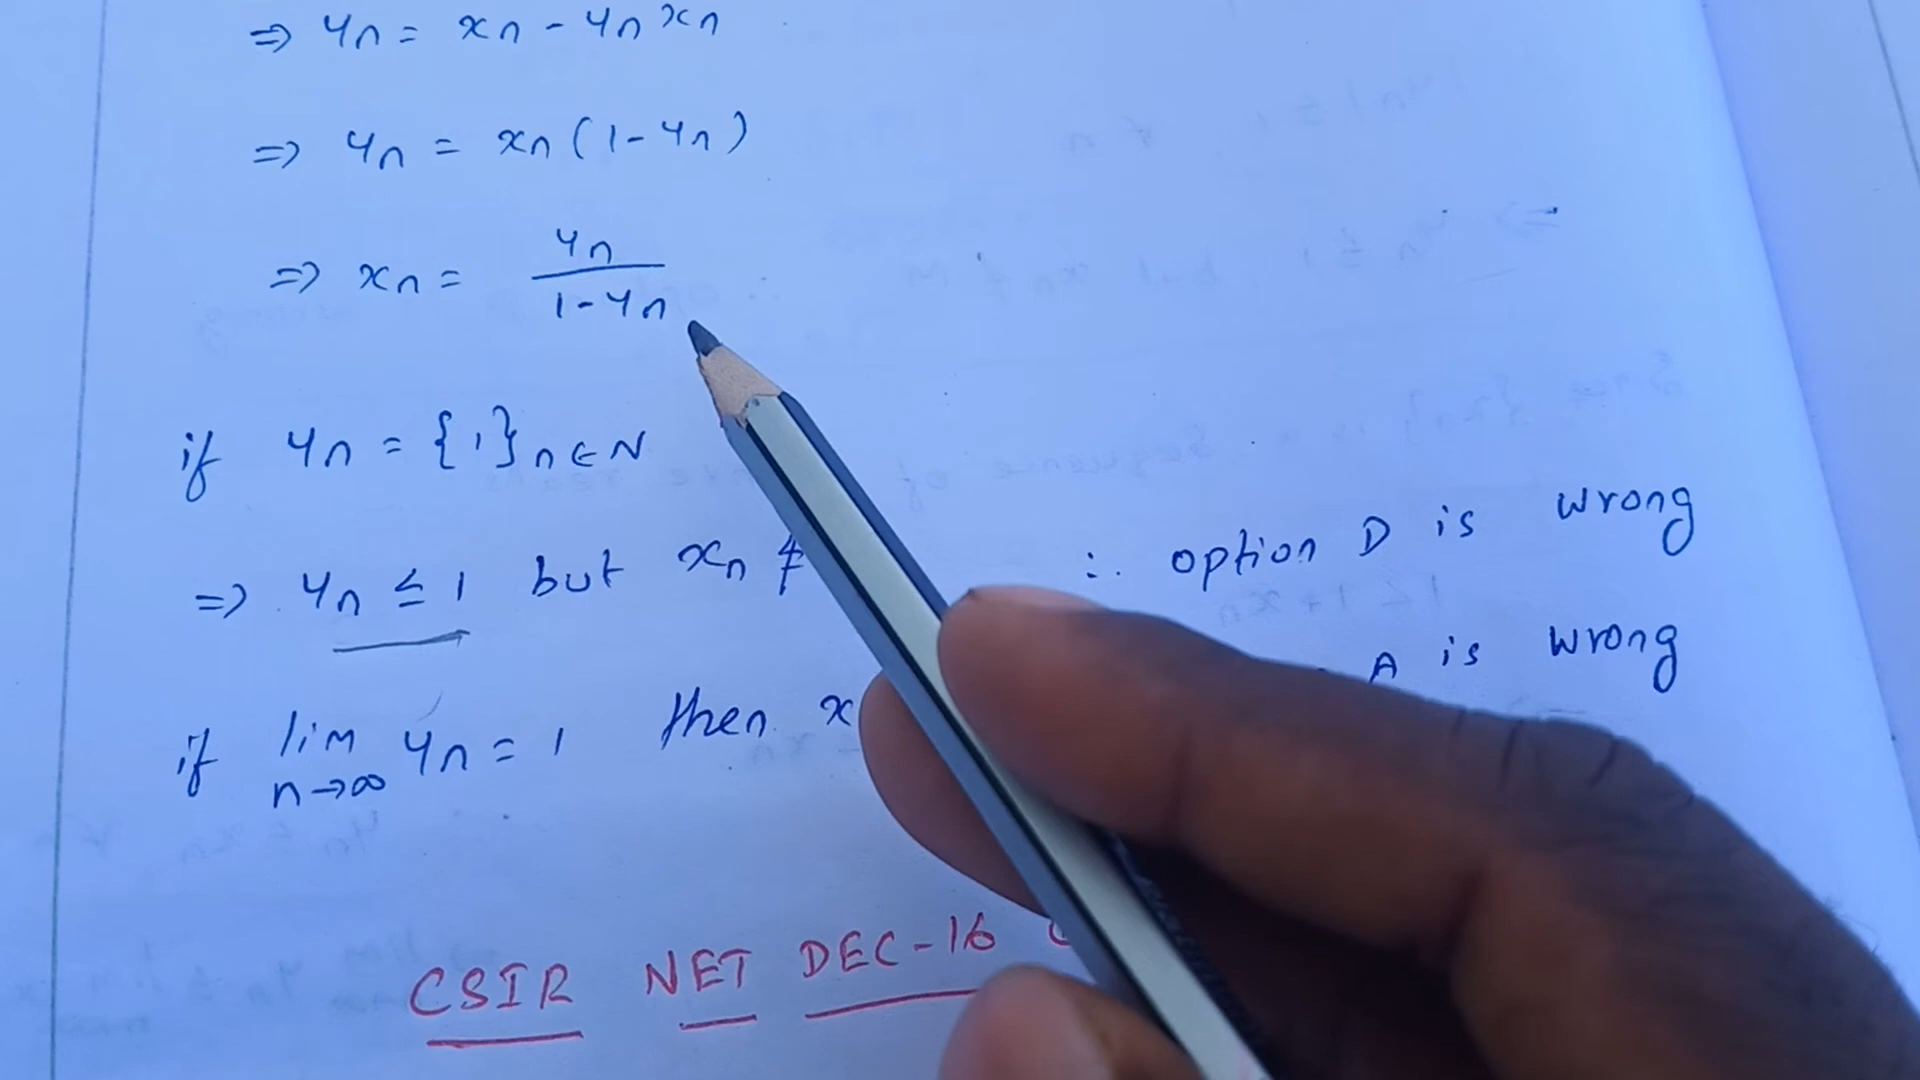 ⇒ yn = xn - yn xn
⇒ yn = xn (1 - yn)
⇒ xn = yn / 1 - yn
if yn = {1} n∈N
⇒ yn ≤ 1 but xn ≠ ∴ option D is wrong
if lim n→∞ yn = 1 then x A is wrong
CSIR NET DEC-16